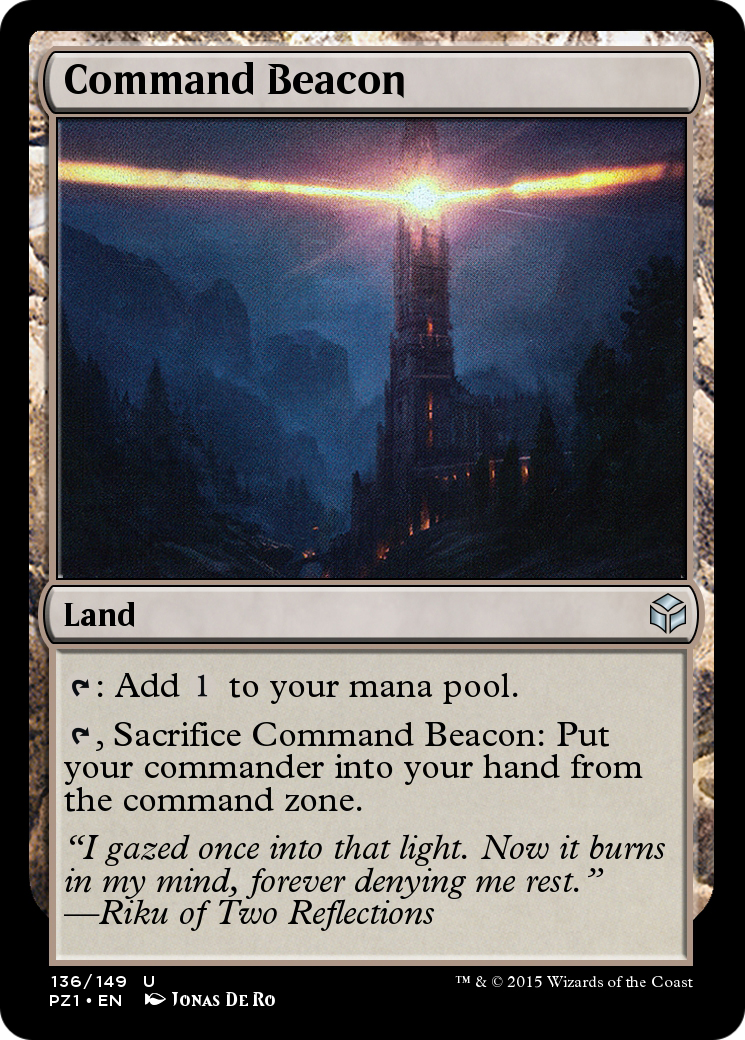 Command Beacon
Land
: Add 1 to your mana pool.
, Sacrifice Command Beacon: Put
your commander into your hand from
the command zone.
“I gazed once into that light. Now it burns
in my mind, forever denying me rest.”
—Riku of Two Reflections
136/149 U
™ & © 2015 Wizards of the Coast
PZ1 • EN Jonas De Ro